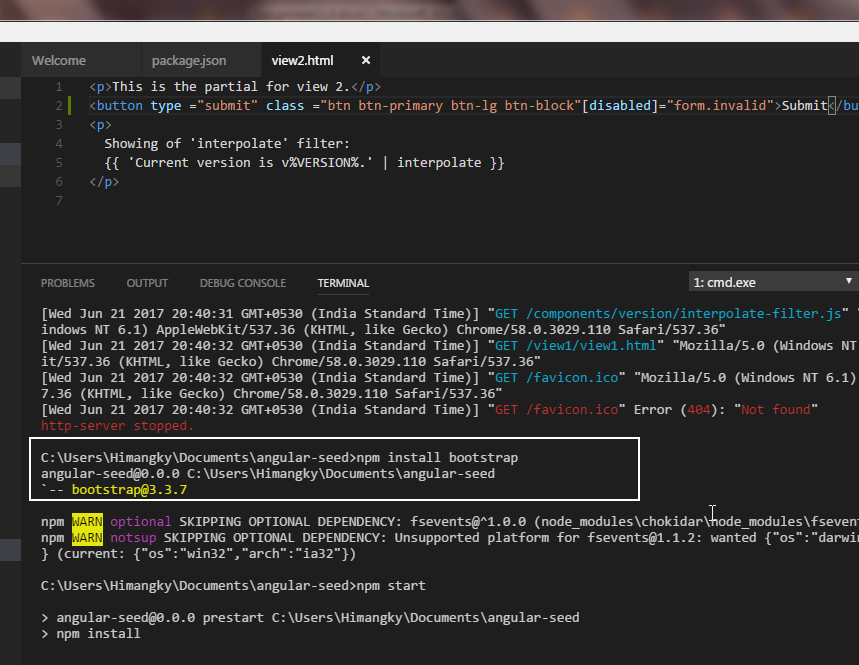 Welcome package.json view2.html ×
1 <p>This is the partial for view 2.</p>
2 <button type ="submit" class ="btn btn-primary btn-lg btn-block"[disabled]="form.invalid">Submit</bu
3 <p>
4 Showing of 'interpolate' filter:
5 {{ 'Current version is v%VERSION%.' | interpolate }}
6 </p>
7
PROBLEMS OUTPUT DEBUG CONSOLE TERMINAL 1: cmd.exe
[Wed Jun 21 2017 20:40:31 GMT+0530 (India Standard Time)] "GET /components/version/interpolate-filter.js" "
indows NT 6.1) AppleWebKit/537.36 (KHTML, like Gecko) Chrome/58.0.3029.110 Safari/537.36"
[Wed Jun 21 2017 20:40:32 GMT+0530 (India Standard Time)] "GET /view1/view1.html" "Mozilla/5.0 (Windows NT
it/537.36 (KHTML, like Gecko) Chrome/58.0.3029.110 Safari/537.36"
[Wed Jun 21 2017 20:40:32 GMT+0530 (India Standard Time)] "GET /favicon.ico" "Mozilla/5.0 (Windows NT 6.1)
7.36 (KHTML, like Gecko) Chrome/58.0.3029.110 Safari/537.36"
[Wed Jun 21 2017 20:40:32 GMT+0530 (India Standard Time)] "GET /favicon.ico" Error (404): "Not found"
http-server stopped.
C:\Users\Himangky\Documents\angular-seed>npm install bootstrap
angular-seed@0.0.0 C:\Users\Himangky\Documents\angular-seed
`-- bootstrap@3.3.7
npm WARN optional SKIPPING OPTIONAL DEPENDENCY: fsevents@^1.0.0 (node_modules\chokidar\node_modules\fseven
npm WARN notsup SKIPPING OPTIONAL DEPENDENCY: Unsupported platform for fsevents@1.1.2: wanted {"os":"darwi
} (current: {"os":"win32","arch":"ia32"})
C:\Users\Himangky\Documents\angular-seed>npm start
> angular-seed@0.0.0 prestart C:\Users\Himangky\Documents\angular-seed
> npm install